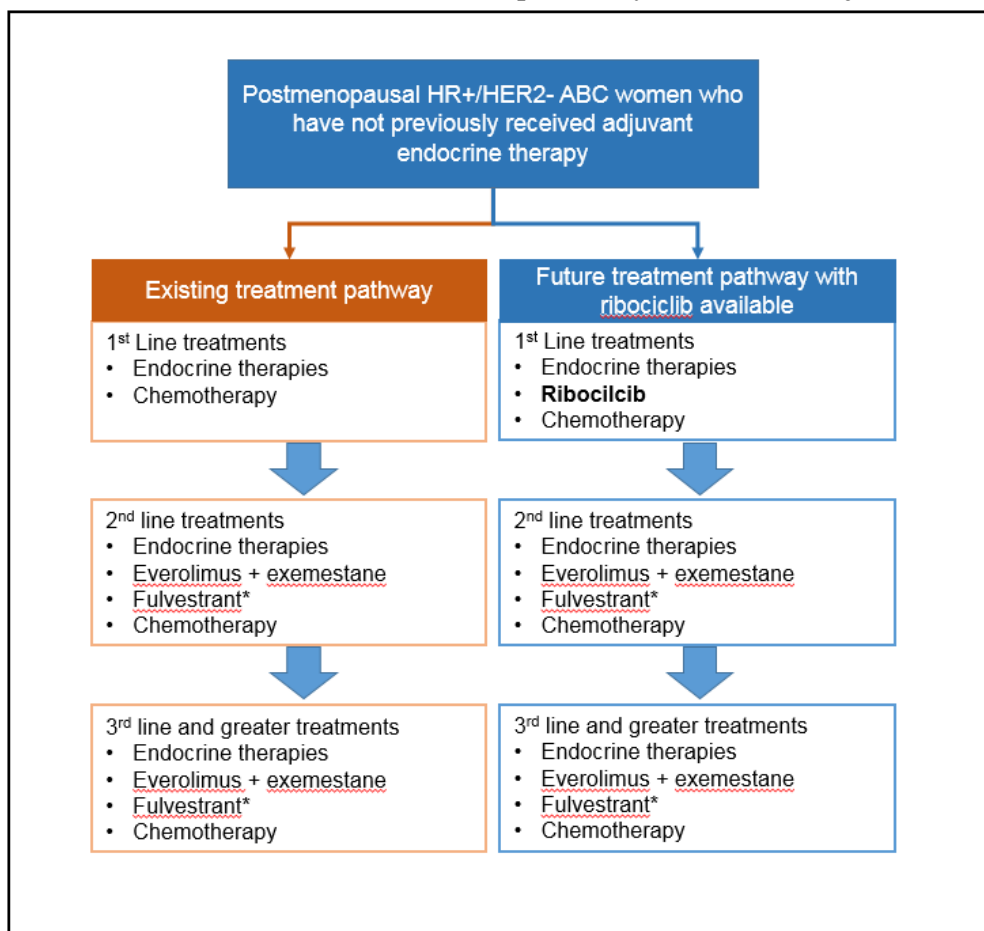 Postmenopausal HR+/HER2- ABC women who
have not previously received adjuvant
endocrine therapy
Existing treatment pathway
1st Line treatments
• Endocrine therapies
• Chemotherapy
2nd line treatments
• Endocrine therapies
• Everolimus + exemestane
• Fulvestrant*
• Chemotherapy
3rd line and greater treatments
• Endocrine therapies
• Everolimus + exemestane
• Fulvestrant*
• Chemotherapy
Future treatment pathway with
ribociclib available
1st Line treatments
• Endocrine therapies
• Ribocilcib
• Chemotherapy
2nd line treatments
• Endocrine therapies
• Everolimus + exemestane
• Fulvestrant*
• Chemotherapy
3rd line and greater treatments
• Endocrine therapies
• Everolimus + exemestane
• Fulvestrant*
• Chemotherapy